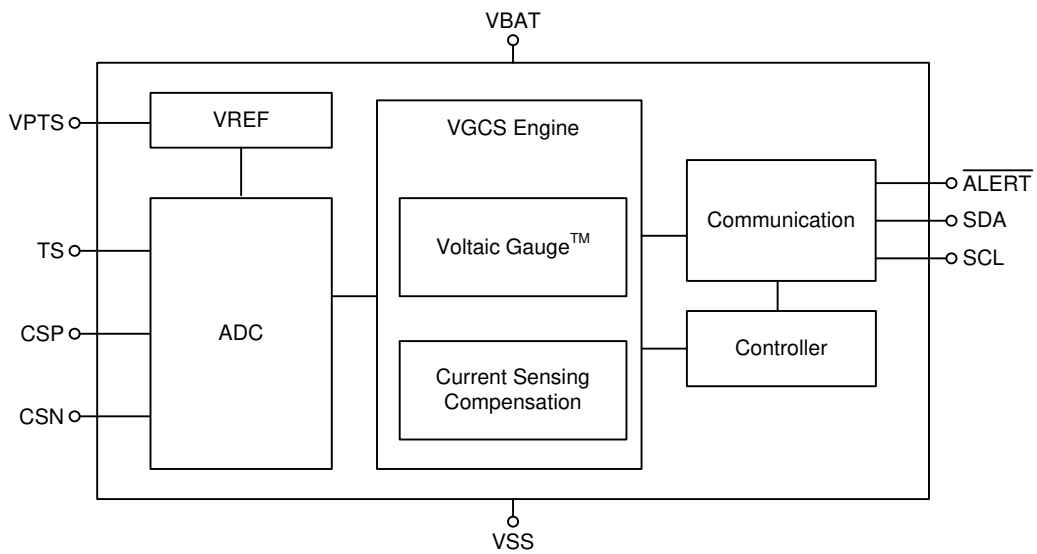 VBAT
VPTS
VREF
VGCS Engine
ALERT
TS
Voltaic Gauge™
Communication
SDA
SCL
CSP
ADC
Controller
Current Sensing
Compensation
CSN
VSS